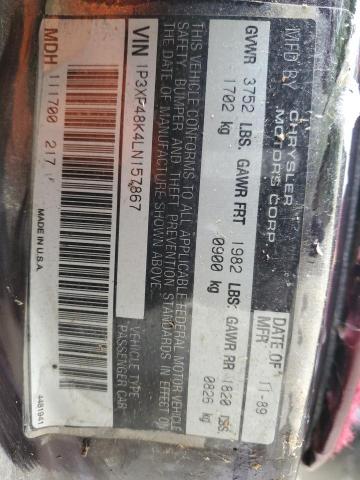 MFD BY CHRYSLER MOTORS CORP. DATE OF MFR 11-89
GVWR 3752 LBS. GAWR FRT 1982 LBS. GAWR RR 1820 LBS.
1702 kg 0900 kg 0826 kg
THIS VEHICLE CONFORMS TO ALL APPLICABLE FEDERAL MOTOR VEHICLE
SAFETY, BUMPER AND THEFT PREVENTION STANDARDS IN EFFECT ON
THE DATE OF MANUFACTURE SHOWN ABOVE.
VIN 1P3XP48K4LN157867 VEHICLE TYPE PASSENGER CAR
MDH 111700 217
MADE IN U.S.A. 4481941